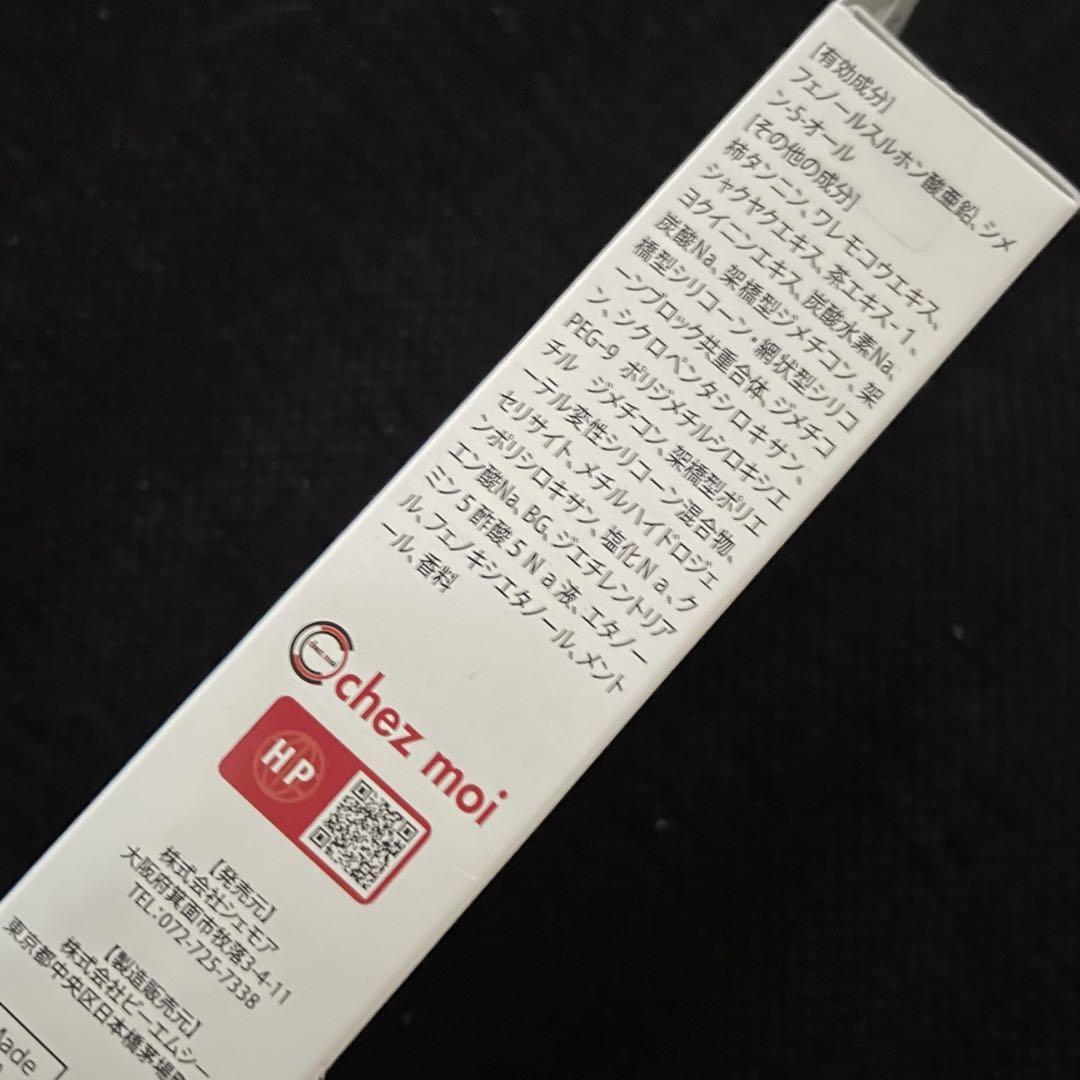 [有効成分]
フェノールスルホン酸亜鉛、シメ
ン-5-オール
[その他の成分]
柿タンニン、ワレモコウエキス、
シャクヤクエキス、茶エキス-1、
ヨクイニンエキス、炭酸水素Na、
炭酸Na、架橋型ジメチコン、架
橋型シリコーン・網状型シリコ
ーンブロック共重合体、ジメチコ
ン、シクロペンタシロキサン、
PEG-9 ポリジメチルシロキシエ
チル ジメチコン 架橋型ポリエ
ーテル変性シリコーン混合物、
セリサイト、メチルハイドロジェ
ンポリシロキサン、塩化Na、ク
エン酸Na、BG、ジエチレントリア
ミン5酢酸5Na液、エタノー
ル、フェノキシエタノール、メント
ール、香料
chez moi
chez moi
HP
【発売元】
株式会社シェモア
大阪府箕面市牧落3-4-11
TEL:072-725-7338
【製造販売元】
株式会社ビーエムシー
東京都中央区日本橋茅場
Made